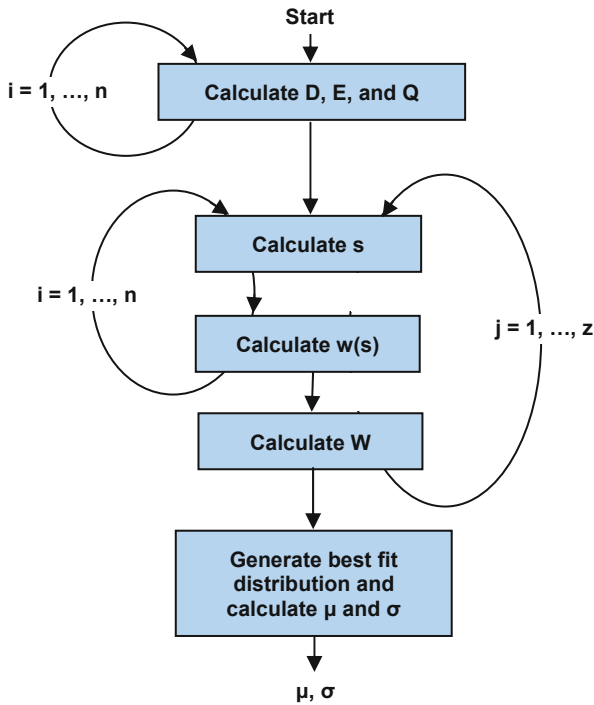 Start
i = 1, …, n
Calculate D, E, and Q
Calculate s
i = 1, …, n
j = 1, …, z
Calculate w(s)
Calculate W
Generate best fit
distribution and
calculate μ and σ
μ, σ